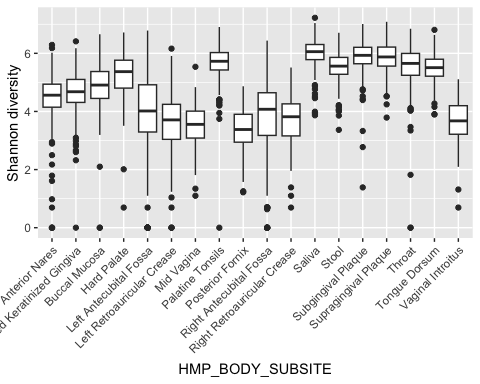 Shannon diversity
6
4
2
0
Anterior Nares
Keratinized Gingiva
Buccal Mucosa
Hard Palate
Left Antecubital Fossa
Left Retroauricular Crease
Mid Vagina
Palatine Tonsils
Posterior Fornix
Right Antecubital Fossa
Right Retroauricular Crease
Saliva
Stool
Subgingival Plaque
Supragingival Plaque
Throat
Tongue Dorsum
Vaginal Introitus
HMP_BODY_SUBSITE